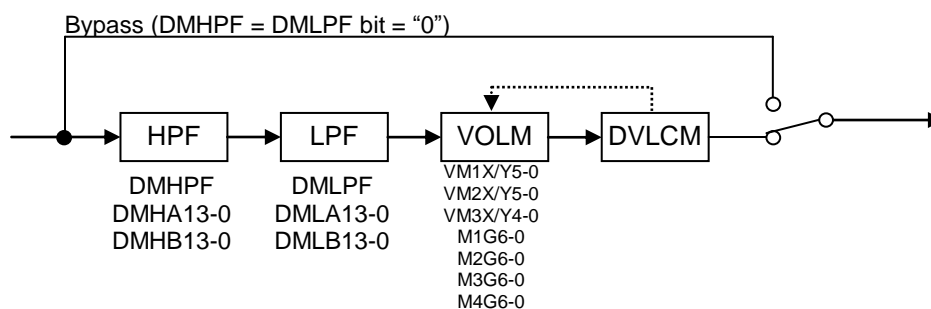 Bypass (DMHPF = DMLPF bit = “0”)
HPF
LPF
VOLM
DVLCM
DMHPF
DMHA13-0
DMHB13-0
DMLPF
DMLA13-0
DMLB13-0
VM1X/Y5-0
VM2X/Y5-0
VM3X/Y4-0
M1G6-0
M2G6-0
M3G6-0
M4G6-0